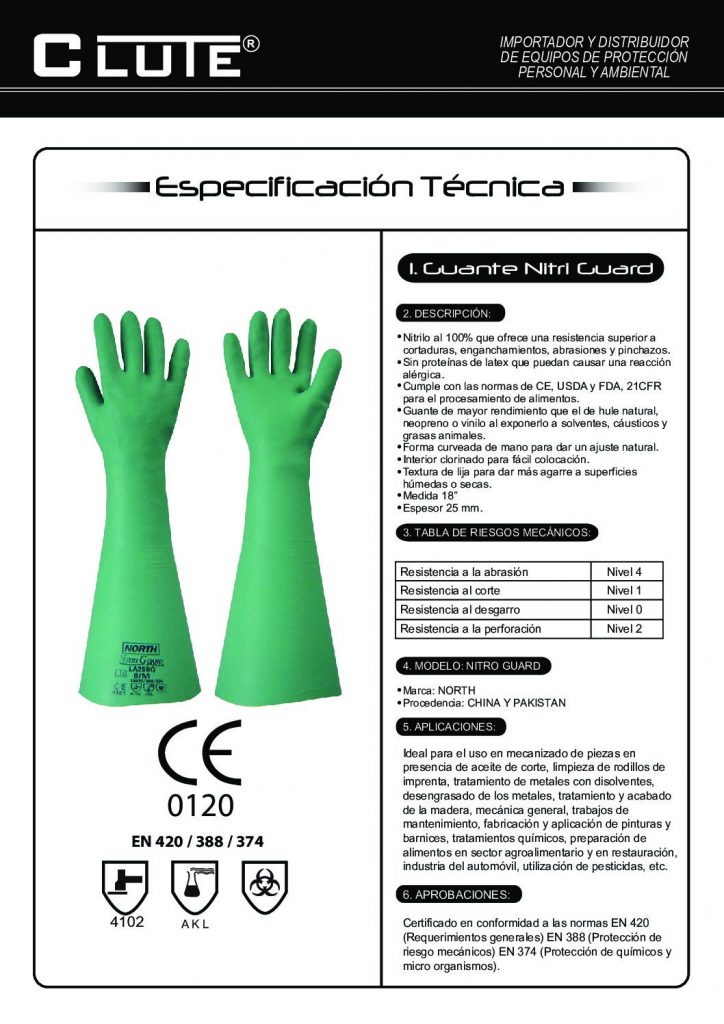 CLUTE®
IMPORTADOR Y DISTRIBUIDOR
DE EQUIPOS DE PROTECCIÓN
PERSONAL Y AMBIENTAL
Especificación Técnica
1. Guante Nitri Guard
2. DESCRIPCIÓN:
•Nitrilo al 100% que ofrece una resistencia superior a
cortaduras, enganchamientos, abrasiones y pinchazos.
•Sin proteínas de latex que puedan causar una reacción
alérgica.
•Cumple con las normas de CE, USDA y FDA, 21CFR
para el procesamiento de alimentos.
•Guante de mayor rendimiento que el de hule natural,
neopreno o vinilo al exponerlo a solventes, cáusticos y
grasas animales.
•Forma curveada de mano para dar un ajuste natural.
•Interior clorinado para fácil colocación.
•Textura de lija para dar más agarre a superficies
húmedas o secas.
•Medida 18”
•Espesor 25 mm.
3. TABLA DE RIESGOS MECÁNICOS:
Resistencia a la abrasión Nivel 4
Resistencia al corte Nivel 1
Resistencia al desgarro Nivel 0
Resistencia a la perforación Nivel 2
4. MODELO: NITRO GUARD
•Marca: NORTH
•Procedencia: CHINA Y PAKISTAN
5. APLICACIONES:
Ideal para el uso en mecanizado de piezas en
presencia de aceite de corte, limpieza de rodillos de
imprenta, tratamiento de metales con disolventes,
desengrasado de los metales, tratamiento y acabado
de la madera, mecánica general, trabajos de
mantenimiento, fabricación y aplicación de pinturas y
barnices, tratamientos químicos, preparación de
alimentos en sector agroalimentario y en restauración,
industria del automóvil, utilización de pesticidas, etc.
6. APROBACIONES:
Certificado en conformidad a las normas EN 420
(Requerimientos generales) EN 388 (Protección de
riesgo mecánicos) EN 374 (Protección de químicos y
micro organismos).
NORTH
Nitri Guard
LA258G
8/M
CE
0120
EN 420 / 388 / 374
4102
A K L